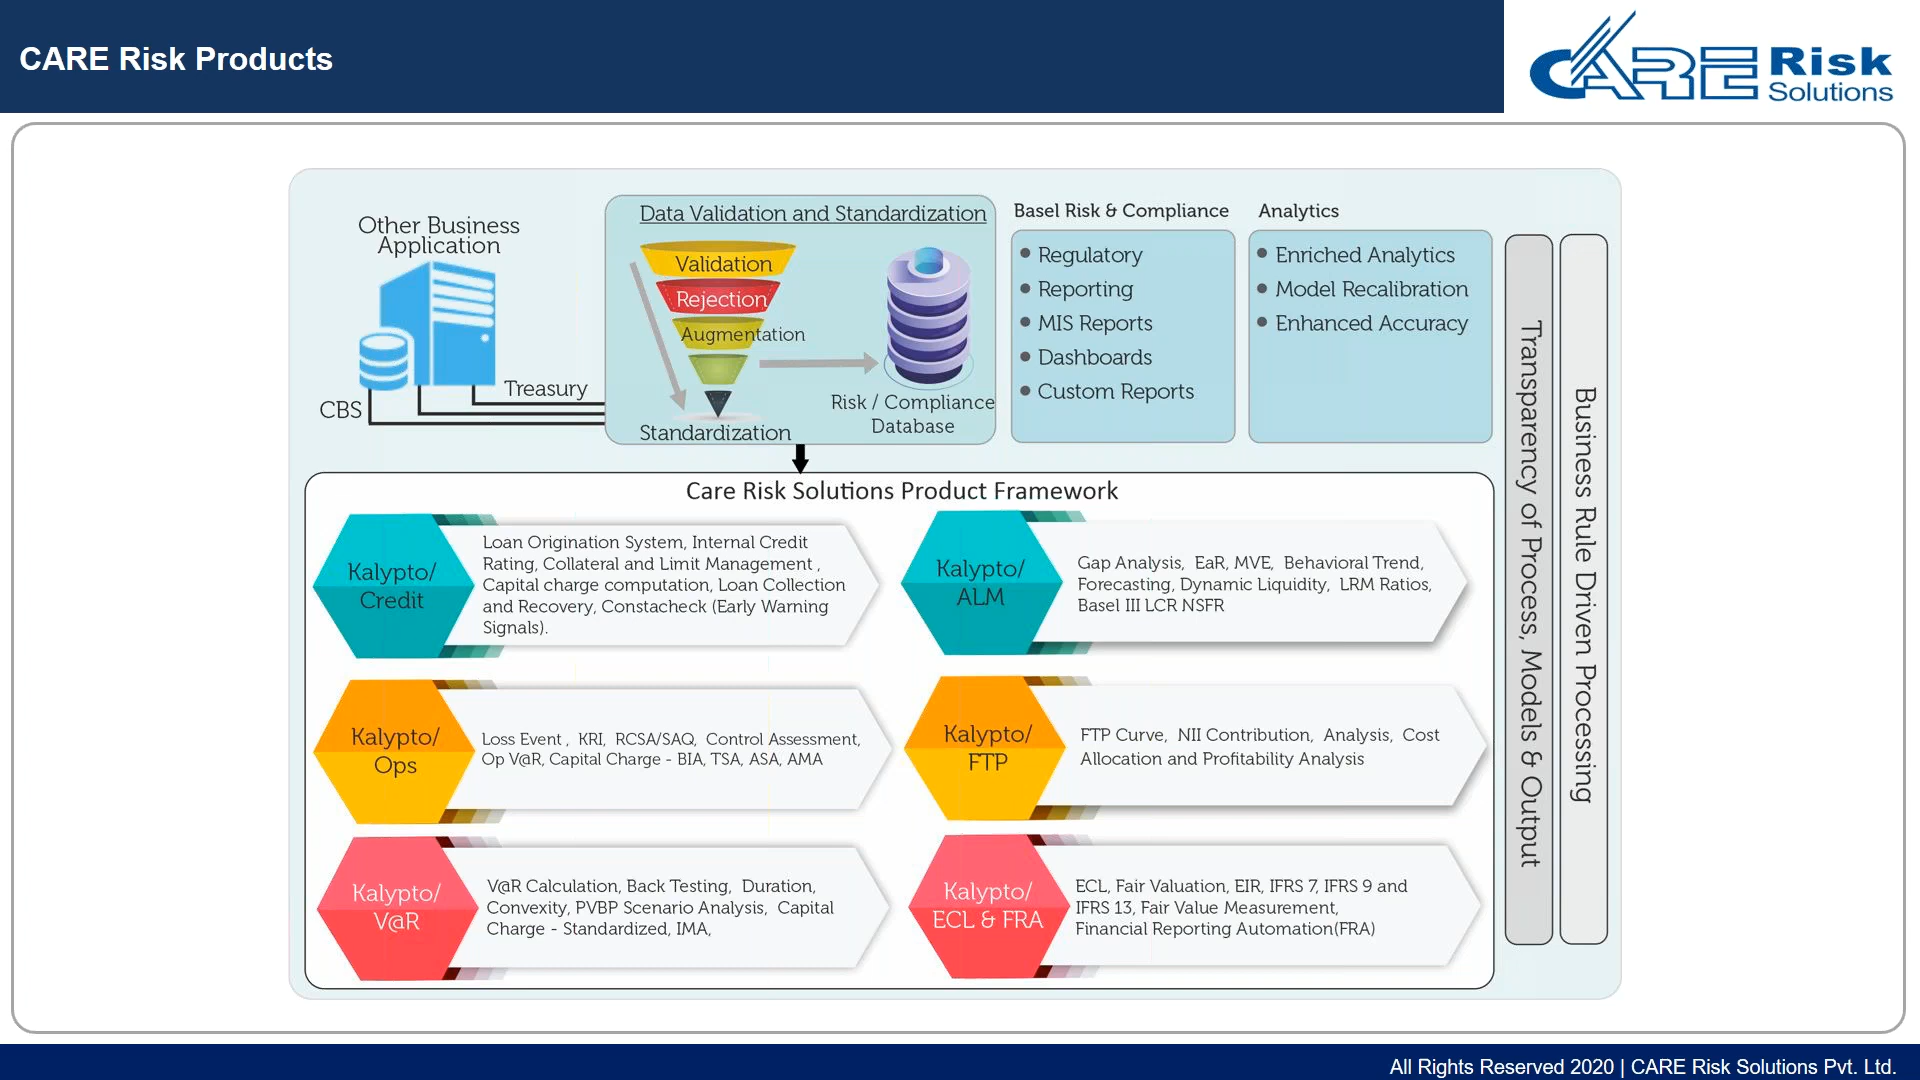 CARE Risk Products
CARE Risk
Solutions
Other Business
Application
CBS
Treasury
Data Validation and Standardization
Validation
Rejection
Augmentation
Standardization
Risk / Compliance
Database
Basel Risk & Compliance
• Regulatory
• Reporting
• MIS Reports
• Dashboards
• Custom Reports
Analytics
• Enriched Analytics
• Model Recalibration
• Enhanced Accuracy
Transparency of Process, Models & Output
Business Rule Driven Processing
Care Risk Solutions Product Framework
Kalypto/
Credit
Loan Origination System, Internal Credit
Rating, Collateral and Limit Management ,
Capital charge computation, Loan Collection
and Recovery, Constacheck (Early Warning
Signals).
Kalypto/
ALM
Gap Analysis, EaR, MVE, Behavioral Trend,
Forecasting, Dynamic Liquidity, LRM Ratios,
Basel III LCR NSFR
Kalypto/
Ops
Loss Event , KRI, RCSA/SAQ, Control Assessment,
Op V@R, Capital Charge - BIA, TSA, ASA, AMA
Kalypto/
FTP
FTP Curve, NII Contribution, Analysis, Cost
Allocation and Profitability Analysis
Kalypto/
V@R
V@R Calculation, Back Testing, Duration,
Convexity, PVBP Scenario Analysis, Capital
Charge - Standardized, IMA,
Kalypto/
ECL & FRA
ECL, Fair Valuation, EIR, IFRS 7, IFRS 9 and
IFRS 13, Fair Value Measurement,
Financial Reporting Automation(FRA)
All Rights Reserved 2020 | CARE Risk Solutions Pvt. Ltd.